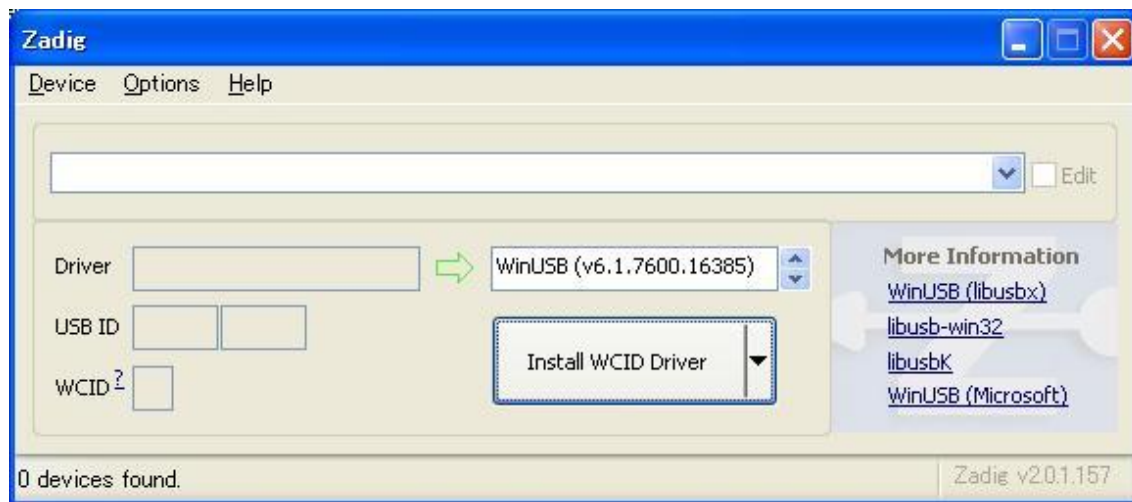 Zadig
Device Options Help
Edit
Driver
WinUSB (v6.1.7600.16385)
USB ID
WCID ?
Install WCID Driver
More Information
WinUSB (libusbx)
libusb-win32
libusbK
WinUSB (Microsoft)
0 devices found.
Zadig v2.0.1.157